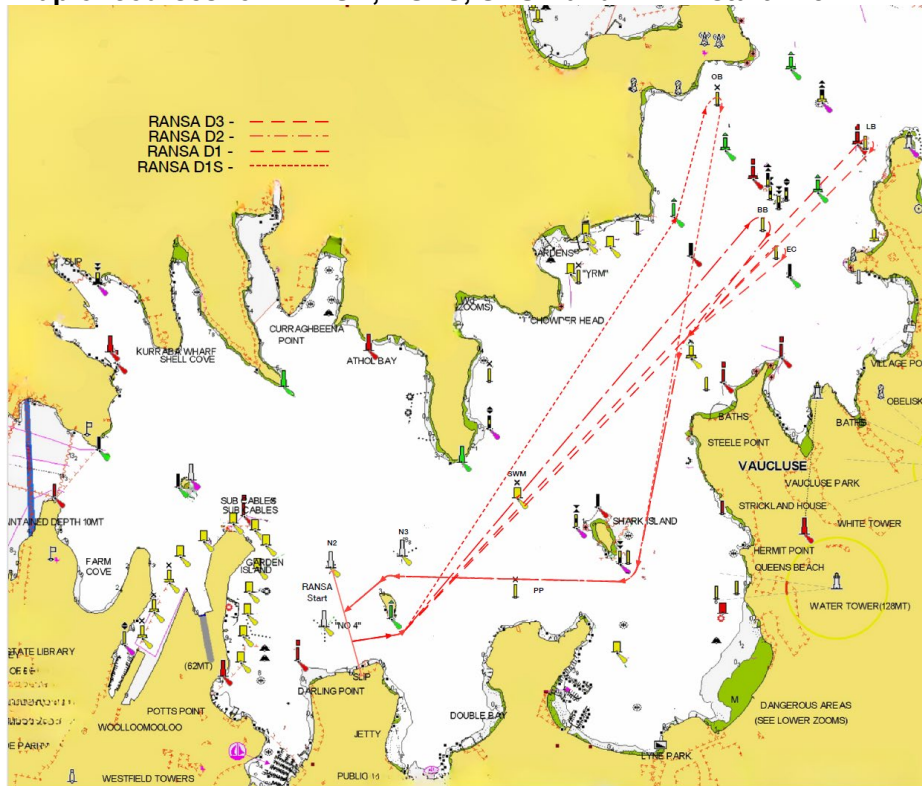 RANSA D3 -
RANSA D2 -
RANSA D1 -
RANSA D1S -
OB
LB
BB
EC
"YRM"
SLIP
CHOWDER HEAD
CURRAGHBEENA
POINT
KURRABA WHARF
SHELL COVE
ATHOL BAY
VILLAGE
OBELISK
BATHS
BATHS
STEELE POINT
VAUCLUSE
VAUCLUSE PARK
STRICKLAND HOUSE
WHITE TOWER
SWM
SHARK ISLAND
HERMIT POINT
QUEENS BEACH
WATER TOWER(128MT)
SUB CABLES
SUB CABLES
DEPTH 10MT
FARM
COVE
GARDEN
ISLAND
N2
N3
RANSA
Start
PP
"NO 4"
STATE LIBRARY
(62MT)
SLIP
DARLING POINT
POTTS POINT
WOOLLOOMOOLOO
JETTY
DOUBLE BAY
M
DANGEROUS AREAS
(SEE LOWER ZOOMS)
LYNE PARK
WESTFIELD TOWERS
PUBLIC